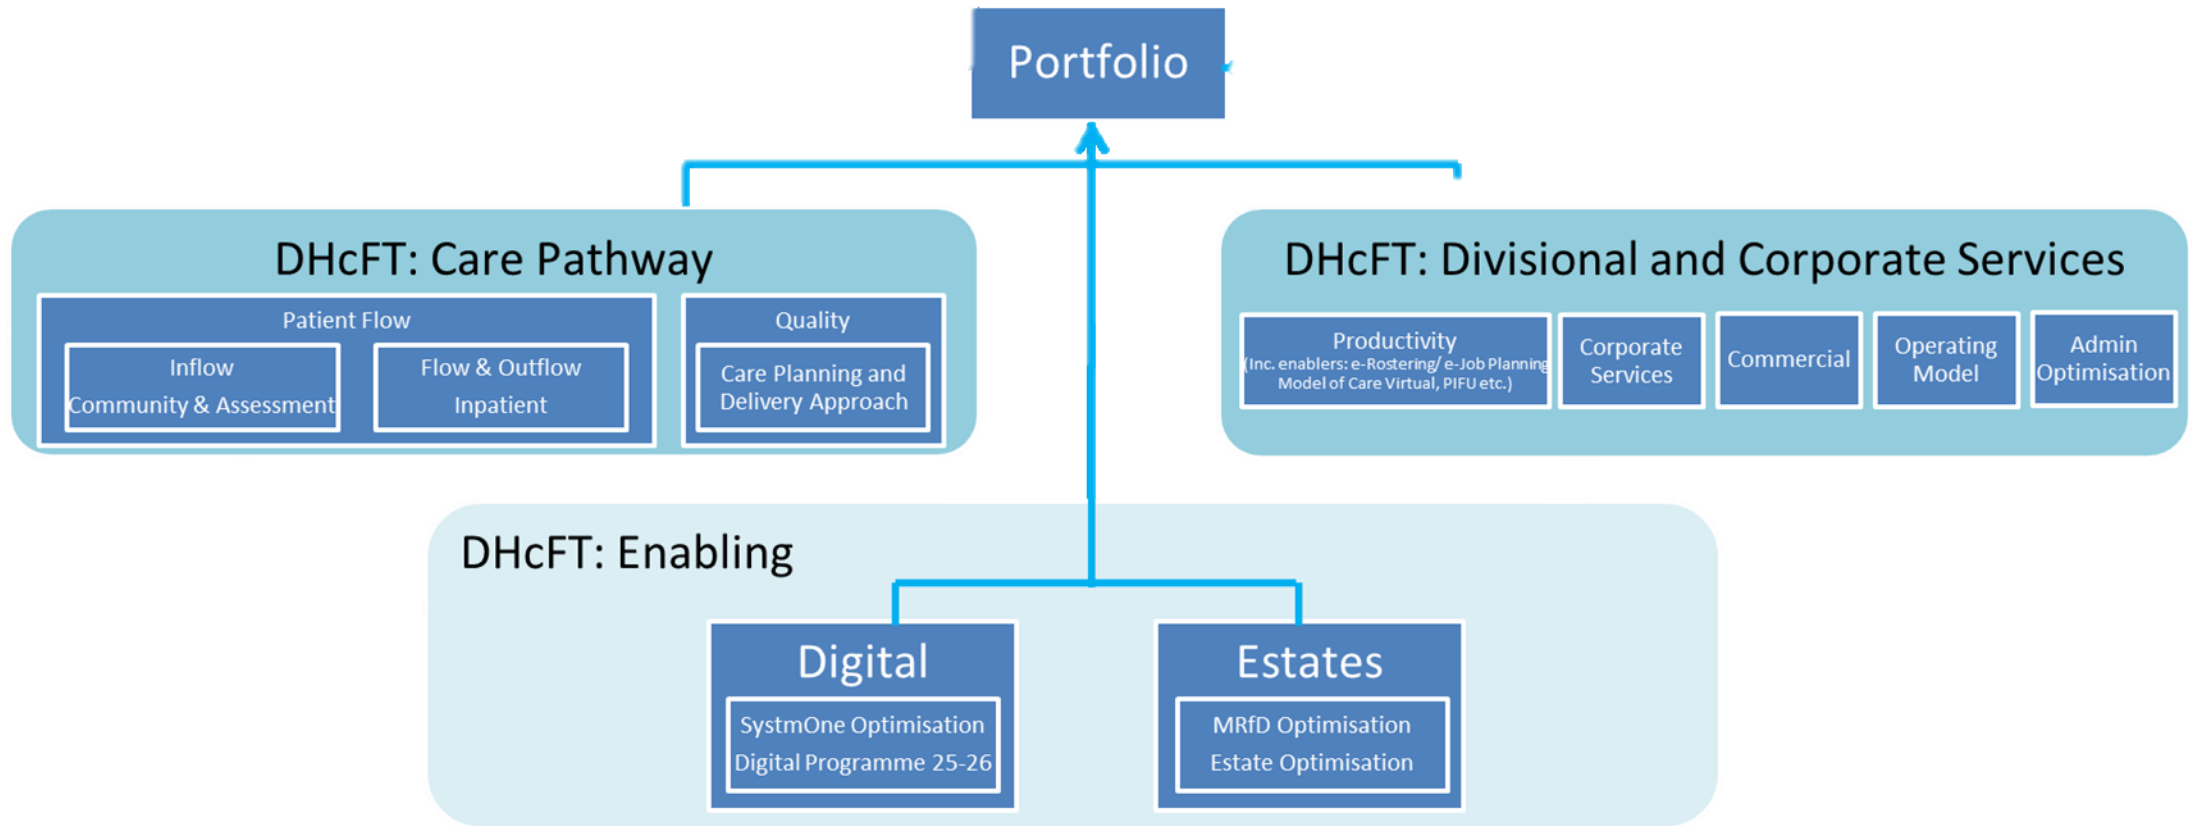 Portfolio
DHcFT: Care Pathway
Patient Flow
Inflow
Community & Assessment
Flow & Outflow
Inpatient
Quality
Care Planning and
Delivery Approach
DHcFT: Divisional and Corporate Services
Productivity
(Inc. enablers: e-Rostering/ e-Job Planning
Model of Care Virtual, PIFU etc.)
Corporate
Services
Commercial
Operating
Model
Admin
Optimisation
DHcFT: Enabling
Digital
SystmOne Optimisation
Digital Programme 25-26
Estates
MRfD Optimisation
Estate Optimisation